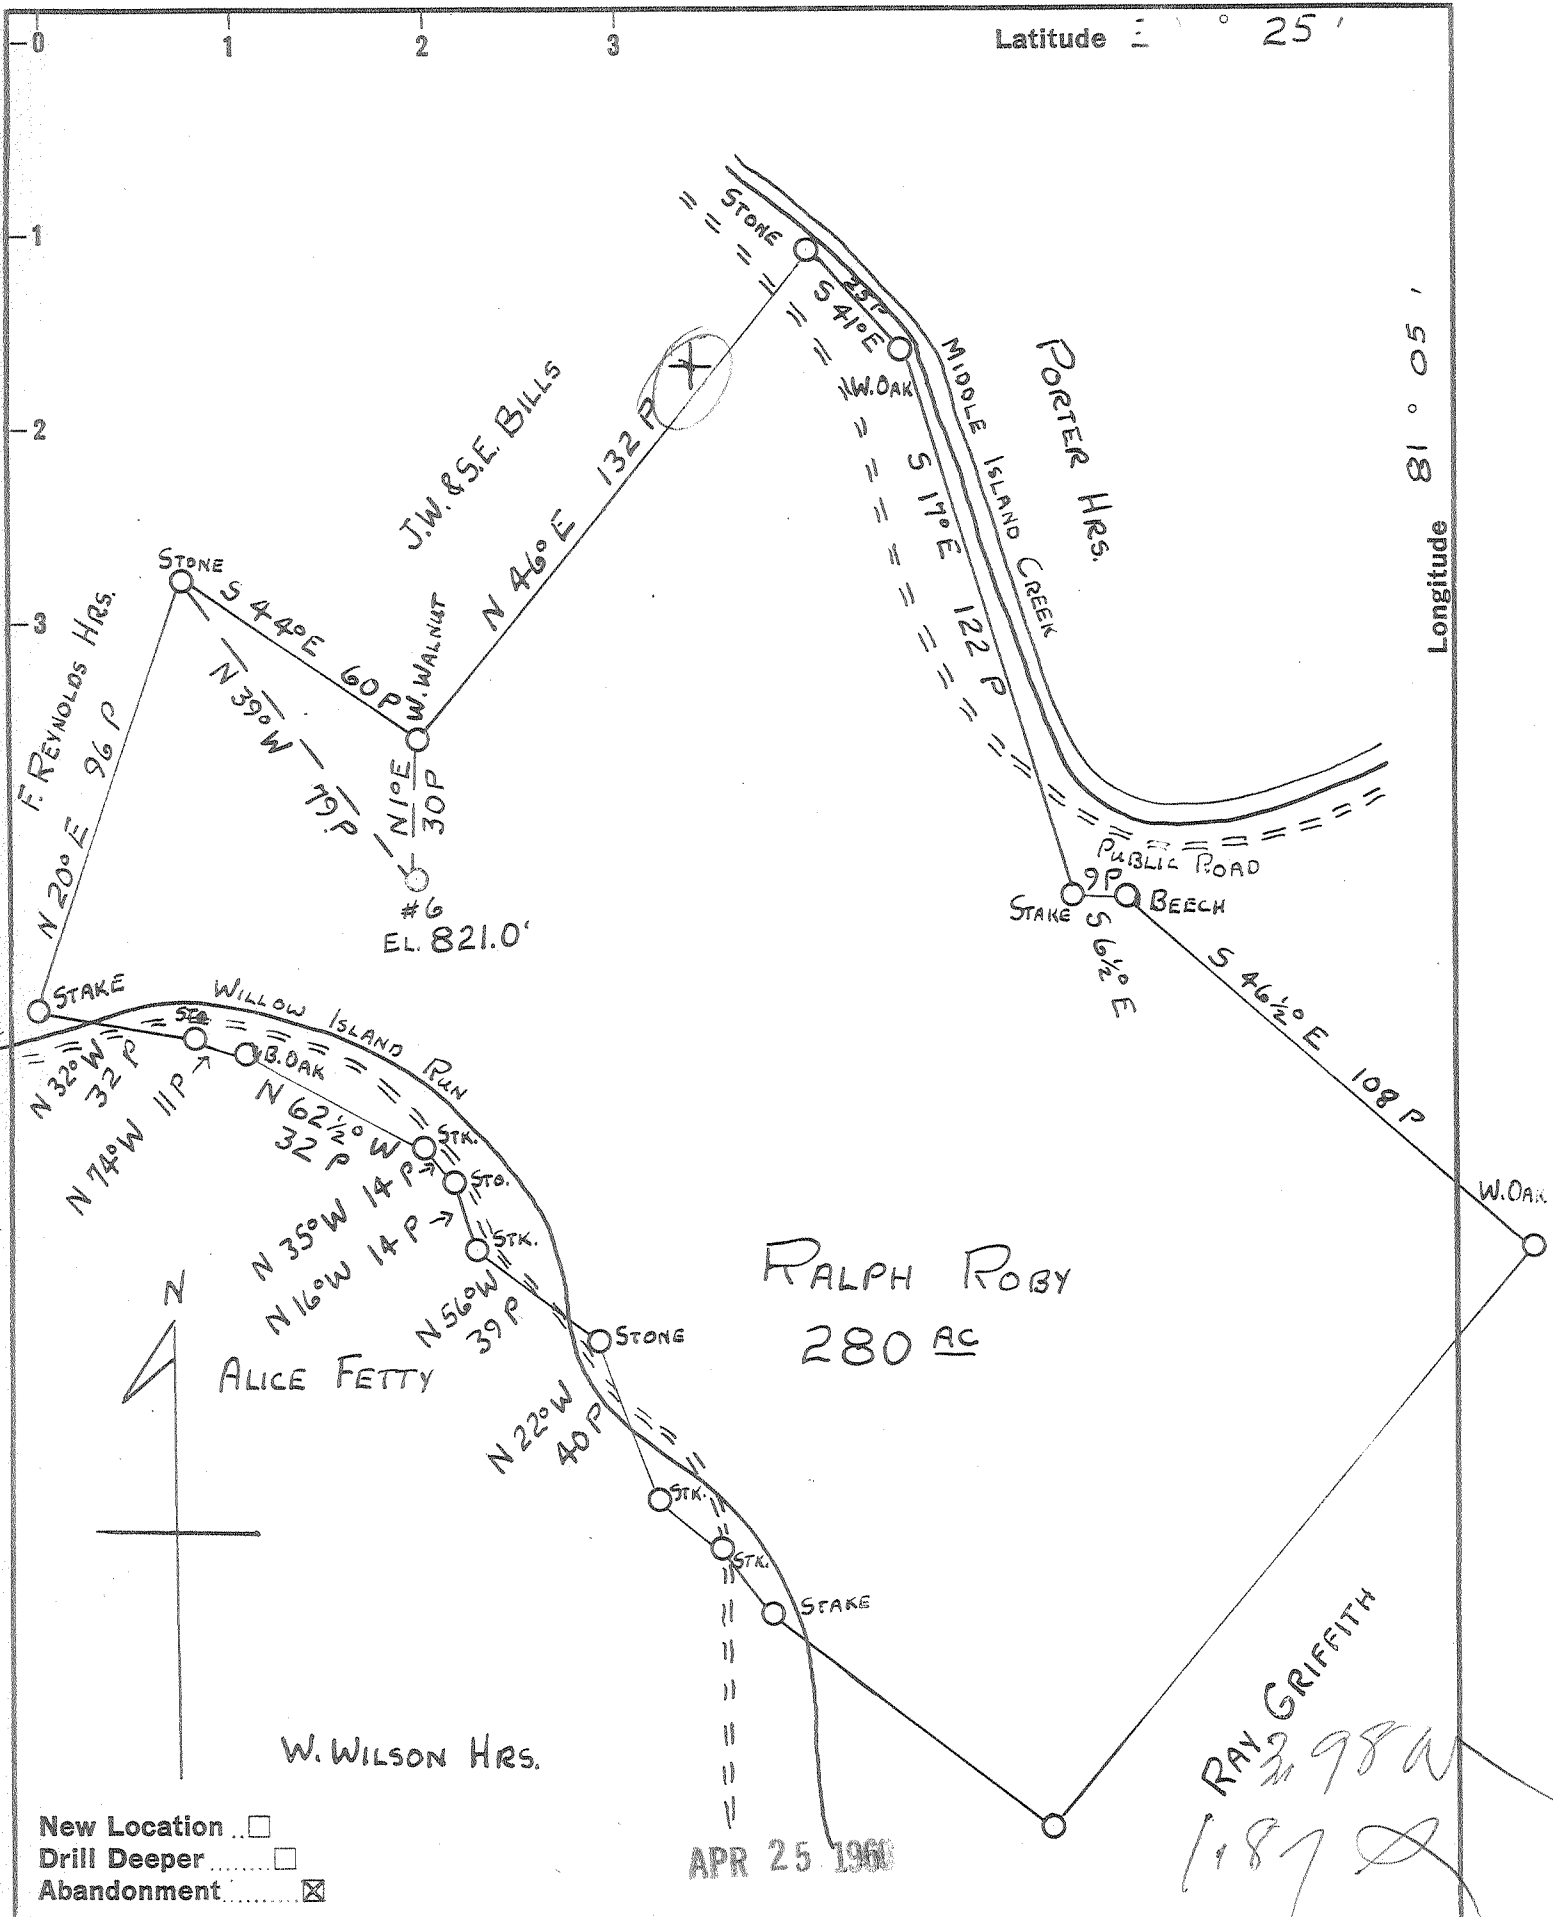 0 1 2 3
Latitude ° 25 '
1
2
3
Longitude 81 ° 05 '
STONE
25P
S 41° E
W. OAK
MIDDLE ISLAND CREEK
PORTER HRS.
S 17° E 122 P
J.W. & S.E. BILLS
N 46° E 132 P
STONE
S 44° E 60 P
W. WALNUT
F. REYNOLDS HRS.
N 20° E 96 P
N 39° W 79 P
N 1° E
30 P
#6
EL. 821.0'
PUBLIC ROAD
STAKE
9P
BEECH
S 6½° E
S 46½° E 108 P
W. OAK
STAKE
WILLOW ISLAND RUN
N 32° W
32 P
N 74° W 11 P
B. OAK
N 62½° W
32 P
STK.
N 35° W 14 P
STO.
N 16° W 14 P
STK.
N 56° W
39 P
STONE
N 22° W
40 P
STK.
STK.
STAKE
RALPH ROBY
280 AC
N
ALICE FETTY
W. WILSON HRS.
RAY GRIFFITH
2.98 W
1.87 S
New Location ..☐
Drill Deeper ........☐
Abandonment ........☒
APR 25 1960